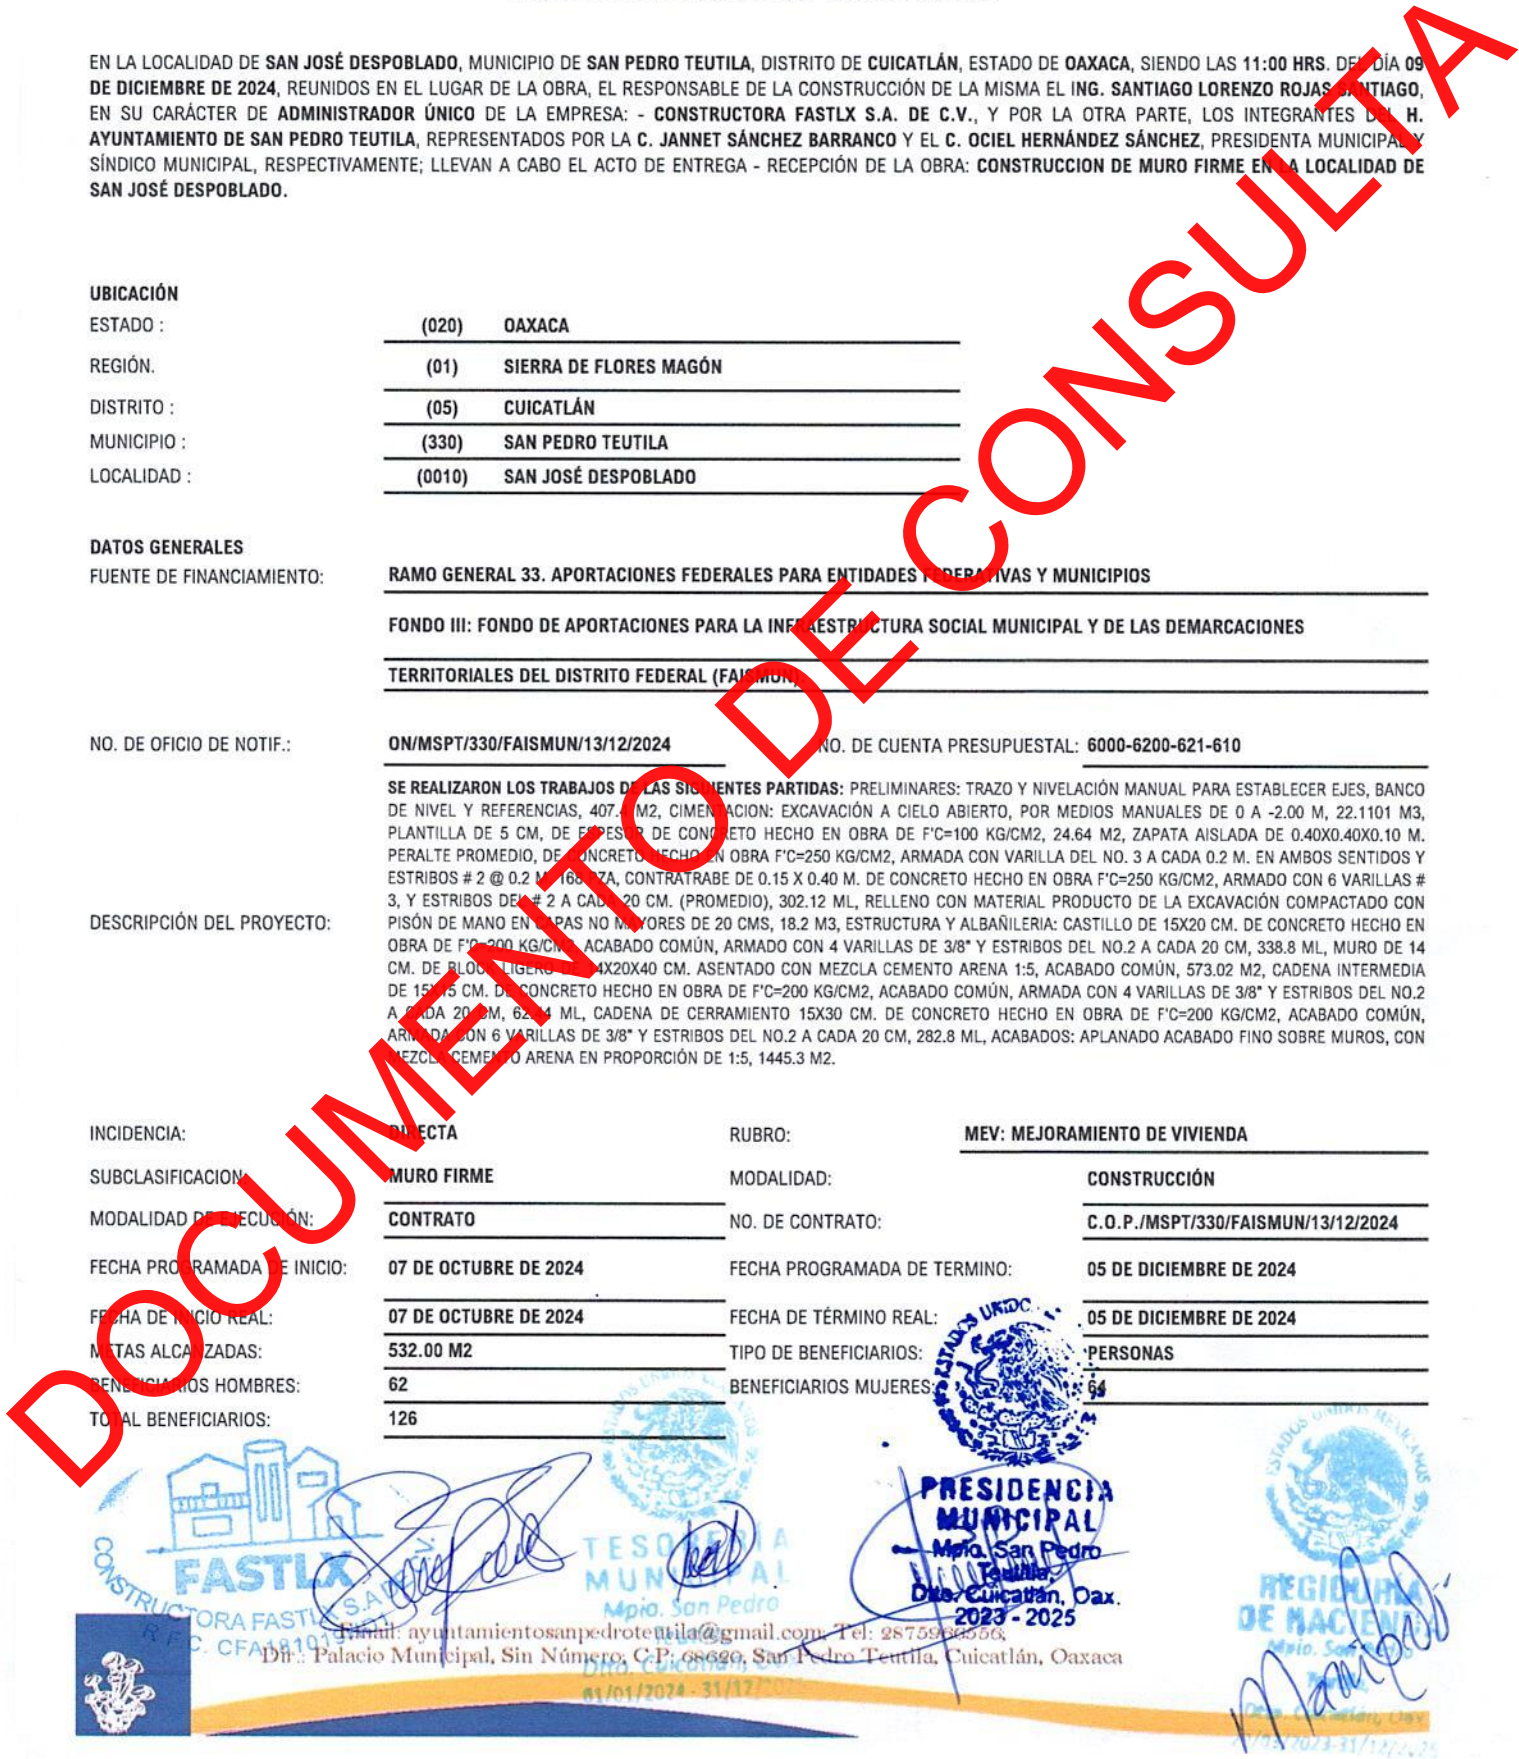 EN LA LOCALIDAD DE SAN JOSÉ DESPOBLADO, MUNICIPIO DE SAN PEDRO TEUTILA, DISTRITO DE CUICATLÁN, ESTADO DE OAXACA, SIENDO LAS 11:00 HRS. DEL DÍA 09
DE DICIEMBRE DE 2024, REUNIDOS EN EL LUGAR DE LA OBRA, EL RESPONSABLE DE LA CONSTRUCCIÓN DE LA MISMA EL ING. SANTIAGO LORENZO ROJAS SANTIAGO,
EN SU CARÁCTER DE ADMINISTRADOR ÚNICO DE LA EMPRESA: - CONSTRUCTORA FASTLX S.A. DE C.V., Y POR LA OTRA PARTE, LOS INTEGRANTES DEL H.
AYUNTAMIENTO DE SAN PEDRO TEUTILA, REPRESENTADOS POR LA C. JANNET SÁNCHEZ BARRANCO Y EL C. OCIEL HERNÁNDEZ SÁNCHEZ, PRESIDENTA MUNICIPAL Y
SÍNDICO MUNICIPAL, RESPECTIVAMENTE; LLEVAN A CABO EL ACTO DE ENTREGA - RECEPCIÓN DE LA OBRA: CONSTRUCCION DE MURO FIRME EN LA LOCALIDAD DE
SAN JOSÉ DESPOBLADO.
UBICACIÓN
ESTADO : (020) OAXACA
REGIÓN. (01) SIERRA DE FLORES MAGÓN
DISTRITO : (05) CUICATLÁN
MUNICIPIO : (330) SAN PEDRO TEUTILA
LOCALIDAD : (0010) SAN JOSÉ DESPOBLADO
DATOS GENERALES
FUENTE DE FINANCIAMIENTO: RAMO GENERAL 33. APORTACIONES FEDERALES PARA ENTIDADES FEDERATIVAS Y MUNICIPIOS
FONDO III: FONDO DE APORTACIONES PARA LA INFRAESTRUCTURA SOCIAL MUNICIPAL Y DE LAS DEMARCACIONES
TERRITORIALES DEL DISTRITO FEDERAL (FAISMUN).
NO. DE OFICIO DE NOTIF.: ON/MSPT/330/FAISMUN/13/12/2024 NO. DE CUENTA PRESUPUESTAL: 6000-6200-621-610
SE REALIZARON LOS TRABAJOS DE LAS SIGUIENTES PARTIDAS: PRELIMINARES: TRAZO Y NIVELACIÓN MANUAL PARA ESTABLECER EJES, BANCO
DE NIVEL Y REFERENCIAS, 407.4 M2, CIMENTACION: EXCAVACIÓN A CIELO ABIERTO, POR MEDIOS MANUALES DE 0 A -2.00 M, 22.1101 M3,
PLANTILLA DE 5 CM, DE ESPESOR DE CONCRETO HECHO EN OBRA DE F'C=100 KG/CM2, 24.64 M2, ZAPATA AISLADA DE 0.40X0.40X0.10 M.
PERALTE PROMEDIO, DE CONCRETO HECHO EN OBRA F'C=250 KG/CM2, ARMADA CON VARILLA DEL NO. 3 A CADA 0.2 M. EN AMBOS SENTIDOS Y
ESTRIBOS # 2 @ 0.2 M, 168 PZA, CONTRATRABE DE 0.15 X 0.40 M. DE CONCRETO HECHO EN OBRA F'C=250 KG/CM2, ARMADO CON 6 VARILLAS #
3, Y ESTRIBOS DEL # 2 A CADA 20 CM. (PROMEDIO), 302.12 ML, RELLENO CON MATERIAL PRODUCTO DE LA EXCAVACIÓN COMPACTADO CON
DESCRIPCIÓN DEL PROYECTO: PISÓN DE MANO EN CAPAS NO MAYORES DE 20 CMS, 18.2 M3, ESTRUCTURA Y ALBAÑILERIA: CASTILLO DE 15X20 CM. DE CONCRETO HECHO EN
OBRA DE F'C=200 KG/CM2, ACABADO COMÚN, ARMADO CON 4 VARILLAS DE 3/8" Y ESTRIBOS DEL NO.2 A CADA 20 CM, 338.8 ML, MURO DE 14
CM. DE BLOCK LIGERO DE 14X20X40 CM. ASENTADO CON MEZCLA CEMENTO ARENA 1:5, ACABADO COMÚN, 573.02 M2, CADENA INTERMEDIA
DE 15X15 CM. DE CONCRETO HECHO EN OBRA DE F'C=200 KG/CM2, ACABADO COMÚN, ARMADA CON 4 VARILLAS DE 3/8" Y ESTRIBOS DEL NO.2
A CADA 20 CM, 62.44 ML, CADENA DE CERRAMIENTO 15X30 CM. DE CONCRETO HECHO EN OBRA DE F'C=200 KG/CM2, ACABADO COMÚN,
ARMADA CON 6 VARILLAS DE 3/8" Y ESTRIBOS DEL NO.2 A CADA 20 CM, 282.8 ML, ACABADOS: APLANADO ACABADO FINO SOBRE MUROS, CON
MEZCLA CEMENTO ARENA EN PROPORCIÓN DE 1:5, 1445.3 M2.
INCIDENCIA: DIRECTA RUBRO: MEV: MEJORAMIENTO DE VIVIENDA
SUBCLASIFICACION: MURO FIRME MODALIDAD: CONSTRUCCIÓN
MODALIDAD DE EJECUCIÓN: CONTRATO NO. DE CONTRATO: C.O.P./MSPT/330/FAISMUN/13/12/2024
FECHA PROGRAMADA DE INICIO: 07 DE OCTUBRE DE 2024 FECHA PROGRAMADA DE TERMINO: 05 DE DICIEMBRE DE 2024
FECHA DE INICIO REAL: 07 DE OCTUBRE DE 2024 FECHA DE TÉRMINO REAL: 05 DE DICIEMBRE DE 2024
METAS ALCANZADAS: 532.00 M2 TIPO DE BENEFICIARIOS: PERSONAS
BENEFICIARIOS HOMBRES: 62 BENEFICIARIOS MUJERES: 64
TOTAL BENEFICIARIOS: 126
DOCUMENTO DE CONSULTA
FASTLX
CONSTRUCTORA FASTLX S.A. DE C.V.
R.F.C.
TESORERÍA
MUNICIPAL
Mpio. San Pedro
Dtto. Cuicatlán,
01/01/2024 - 31/12/
ESTADOS UNIDOS
PRESIDENCIA
MUNICIPAL
Mpio. San Pedro
Teutila,
Dtto. Cuicatlán, Oax.
2023 - 2025
ESTADOS UNIDOS MEXICANOS
REGIDURÍA
DE HACIENDA
Mpio. San
Email: ayuntamientosanpedroteutila@gmail.com; Tel: 2875966556;
Dir.: Palacio Municipal, Sin Número, C.P: 68620, San Pedro Teutila, Cuicatlán, Oaxaca